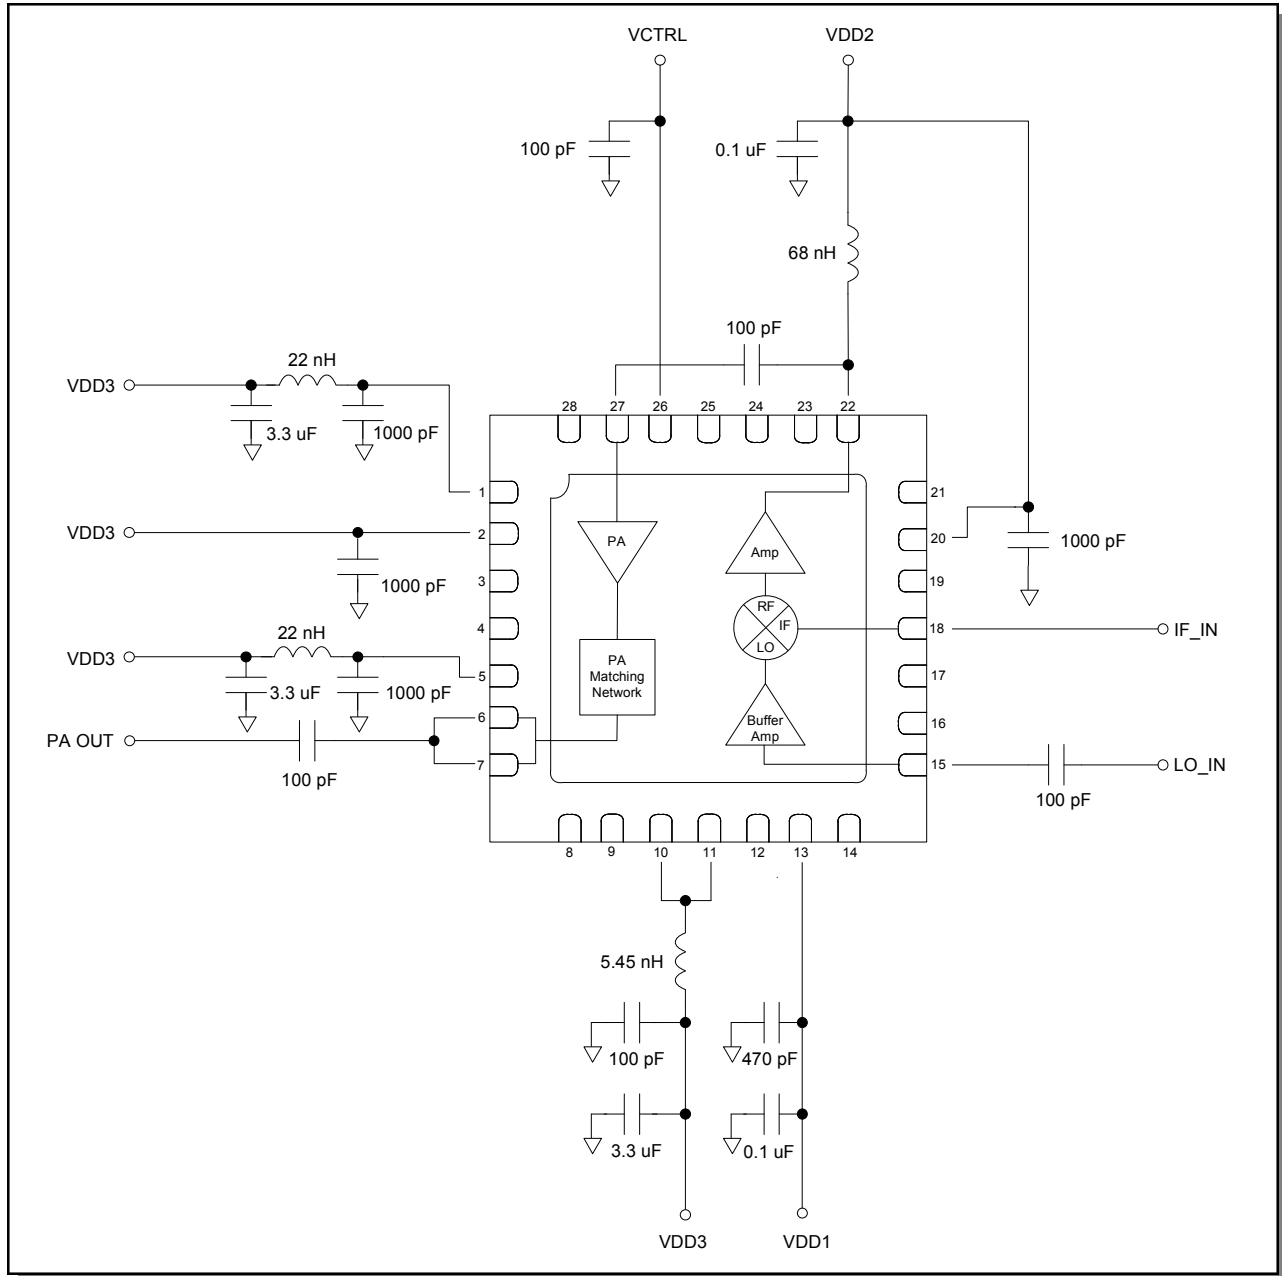 VCTRL
VDD2
100 pF
0.1 uF
68 nH
100 pF
22 nH
VDD3
3.3 uF
1000 pF
28
27
26
25
24
23
22
1
21
VDD3
2
20
1000 pF
PA
Amp
1000 pF
3
19
RF
IF
LO
4
18
IF_IN
22 nH
VDD3
PA
Matching
Network
5
17
3.3 uF
1000 pF
6
16
Buffer
Amp
PA OUT
100 pF
7
15
LO_IN
100 pF
8
9
10
11
12
13
14
5.45 nH
100 pF
470 pF
3.3 uF
0.1 uF
VDD3
VDD1